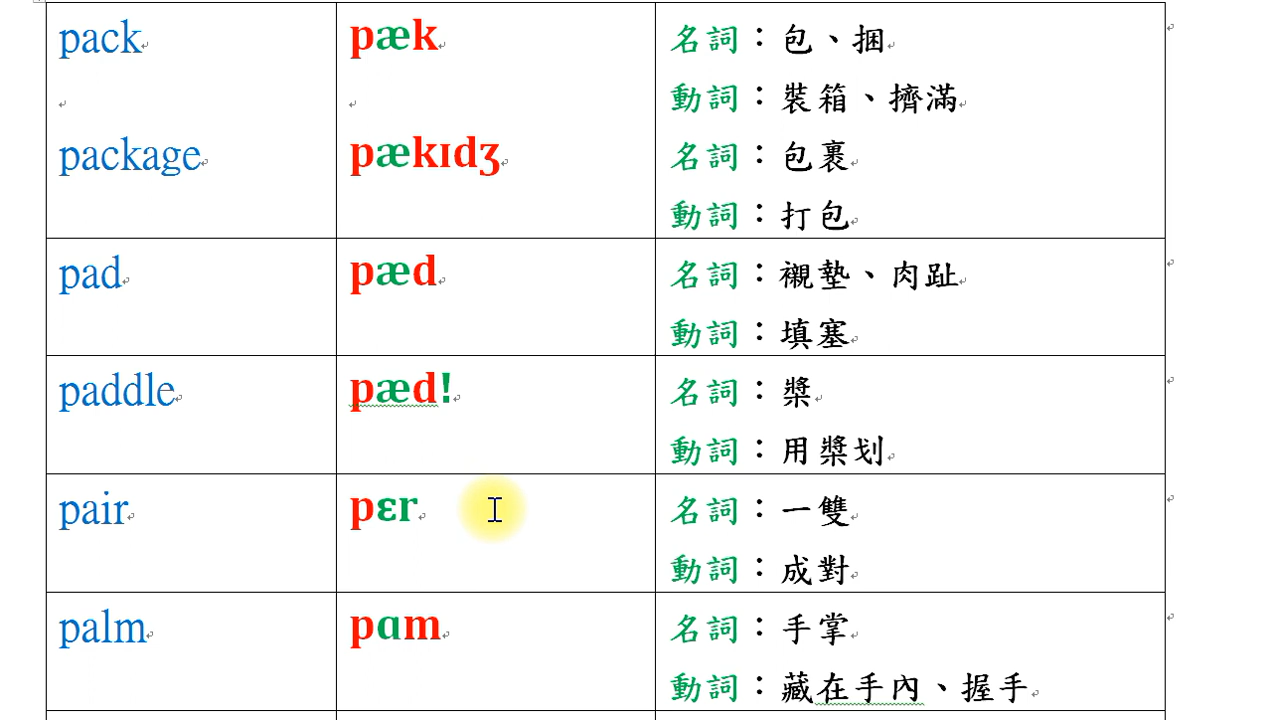 pack pæk 名詞：包、捆
動詞：裝箱、擠滿
package pækɪdʒ 名詞：包裹
動詞：打包
pad pæd 名詞：襯墊、肉趾
動詞：填塞
paddle pæd! 名詞：槳
動詞：用槳划
pair pɛr 名詞：一雙
動詞：成對
palm pɑm 名詞：手掌
動詞：藏在手內、握手